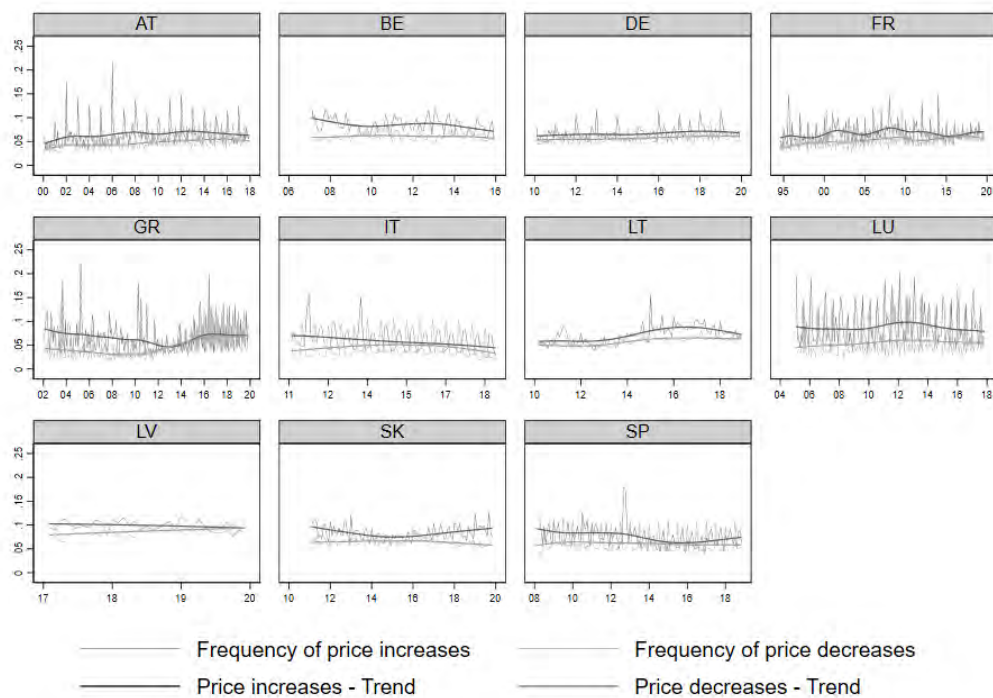 AT BE DE FR
.25
.2
.15
.1
.05
0
00 02 04 06 08 10 12 14 16 18
06 08 10 12 14 16
10 12 14 16 18 20
95 00 05 10 15 20
GR IT LT LU
.25
.2
.15
.1
.05
0
02 04 06 08 10 12 14 16 18 20
11 12 13 14 15 16 17 18
10 12 14 16 18
04 06 08 10 12 14 16 18
LV SK SP
.25
.2
.15
.1
.05
0
17 18 19 20
10 12 14 16 18 20
08 10 12 14 16 18
Frequency of price increases Frequency of price decreases
Price increases - Trend Price decreases - Trend